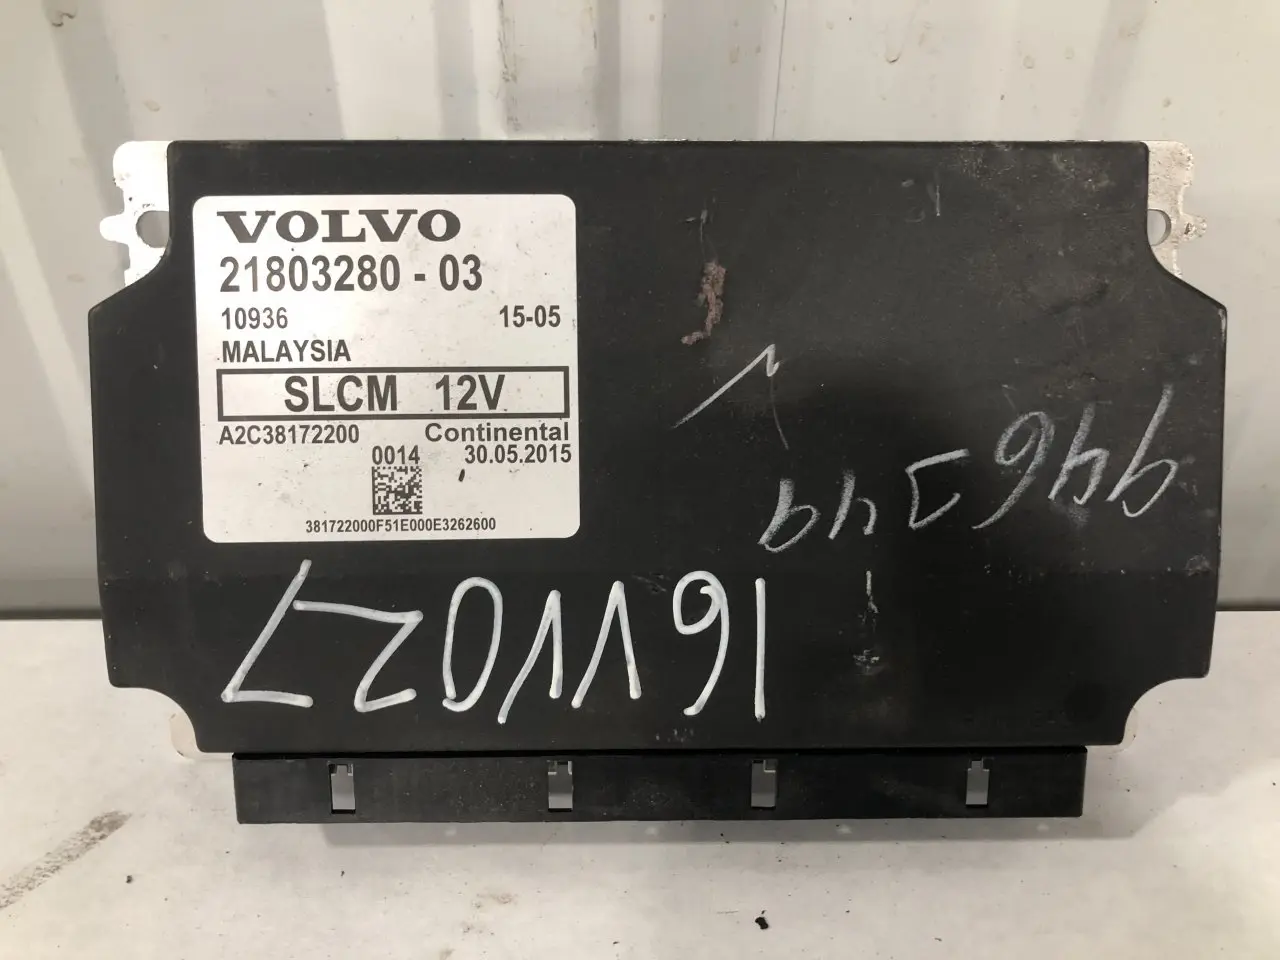 VOLVO
21803280 - 03
10936 15-05
MALAYSIA
SLCM 12V
A2C38172200 Continental
0014 30.05.2015
381722000F51E000E3262600